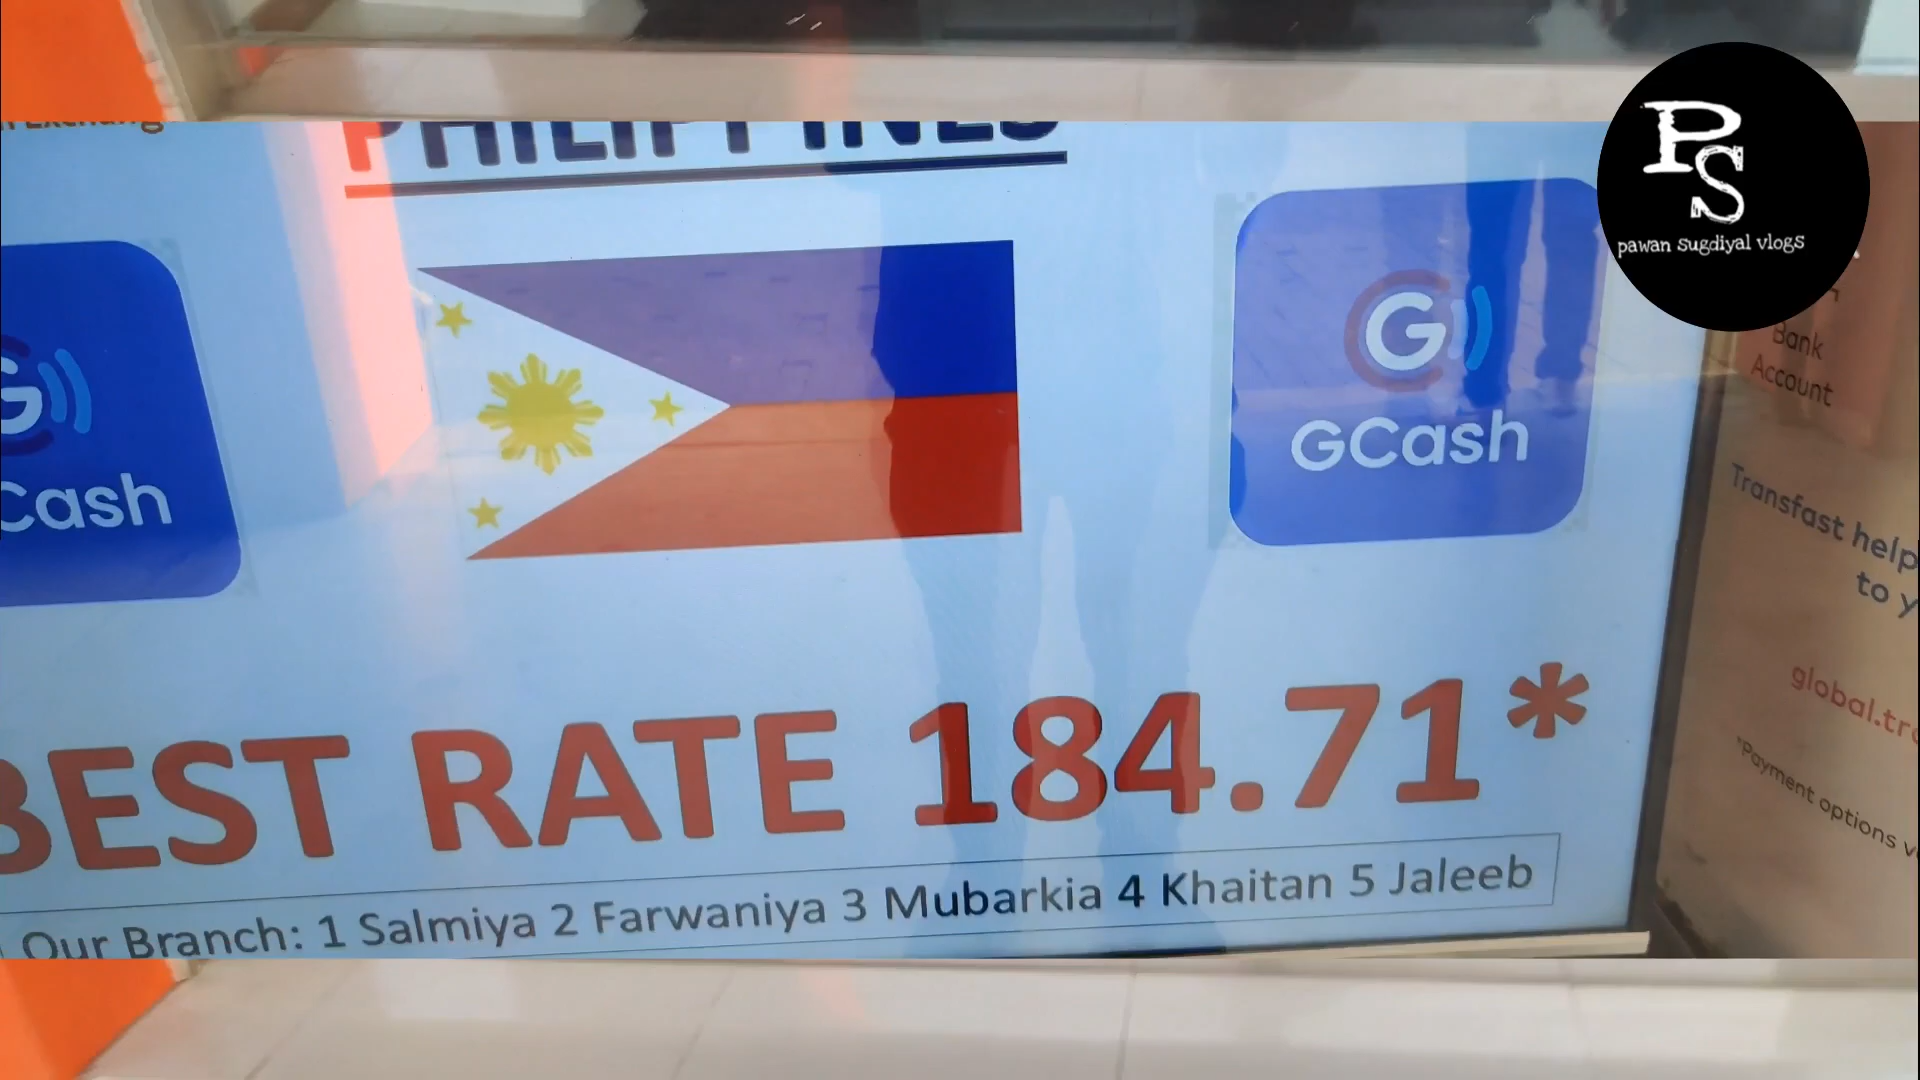 PHILIPPINES
PS
pawan sugdiyal vlogs
Cash
GCash
Bank
Account
Transfast help
to y
global.tr
*Payment options v
BEST RATE 184.71*
Our Branch: 1 Salmiya 2 Farwaniya 3 Mubarkia 4 Khaitan 5 Jaleeb